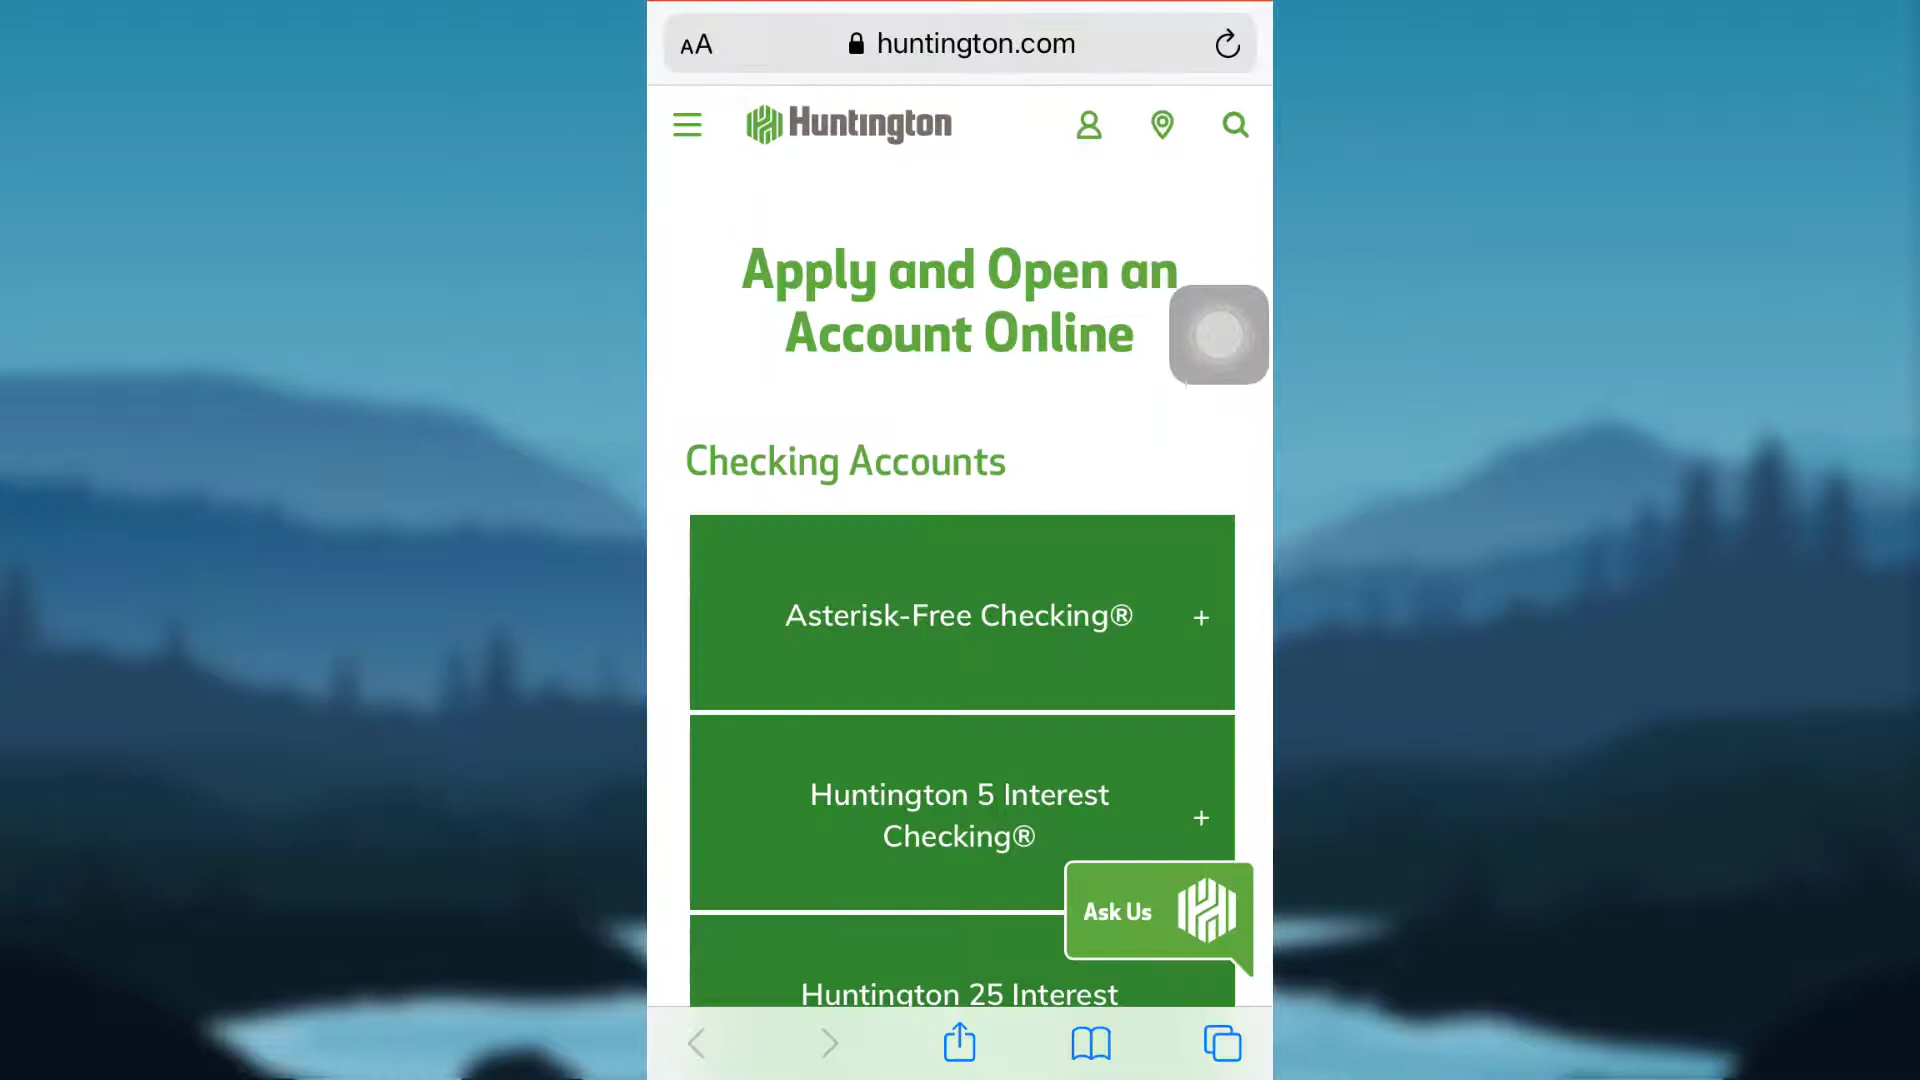 AA huntington.com
Huntington
Apply and Open an
Account Online
Checking Accounts
Asterisk-Free Checking® +
Huntington 5 Interest
Checking® +
Ask Us
Huntington 25 Interest